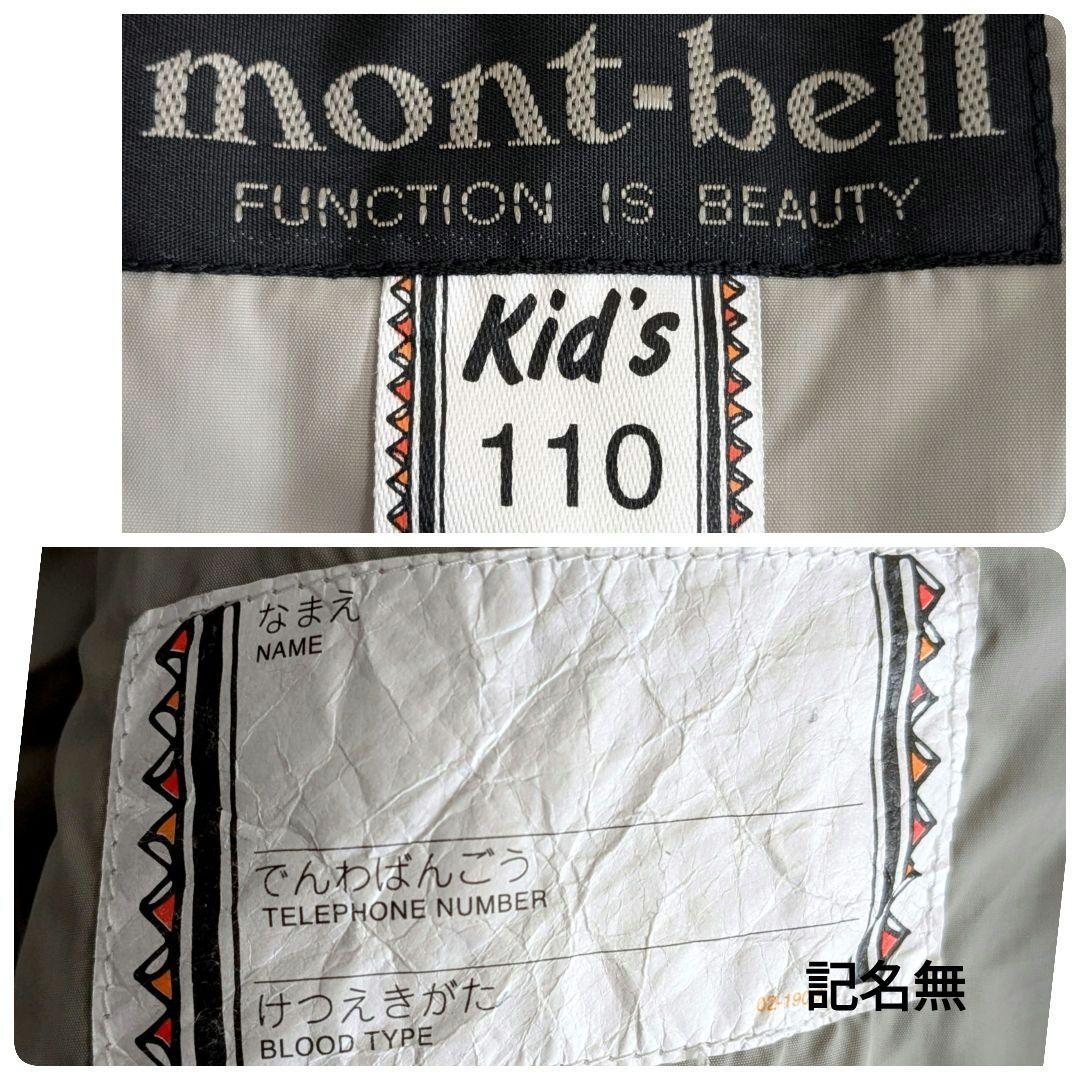 mont-bell
FUNCTION IS BEAUTY
Kid's
110
なまえ
NAME
でんわばんごう
TELEPHONE NUMBER
けつえきがた
BLOOD TYPE
記名無